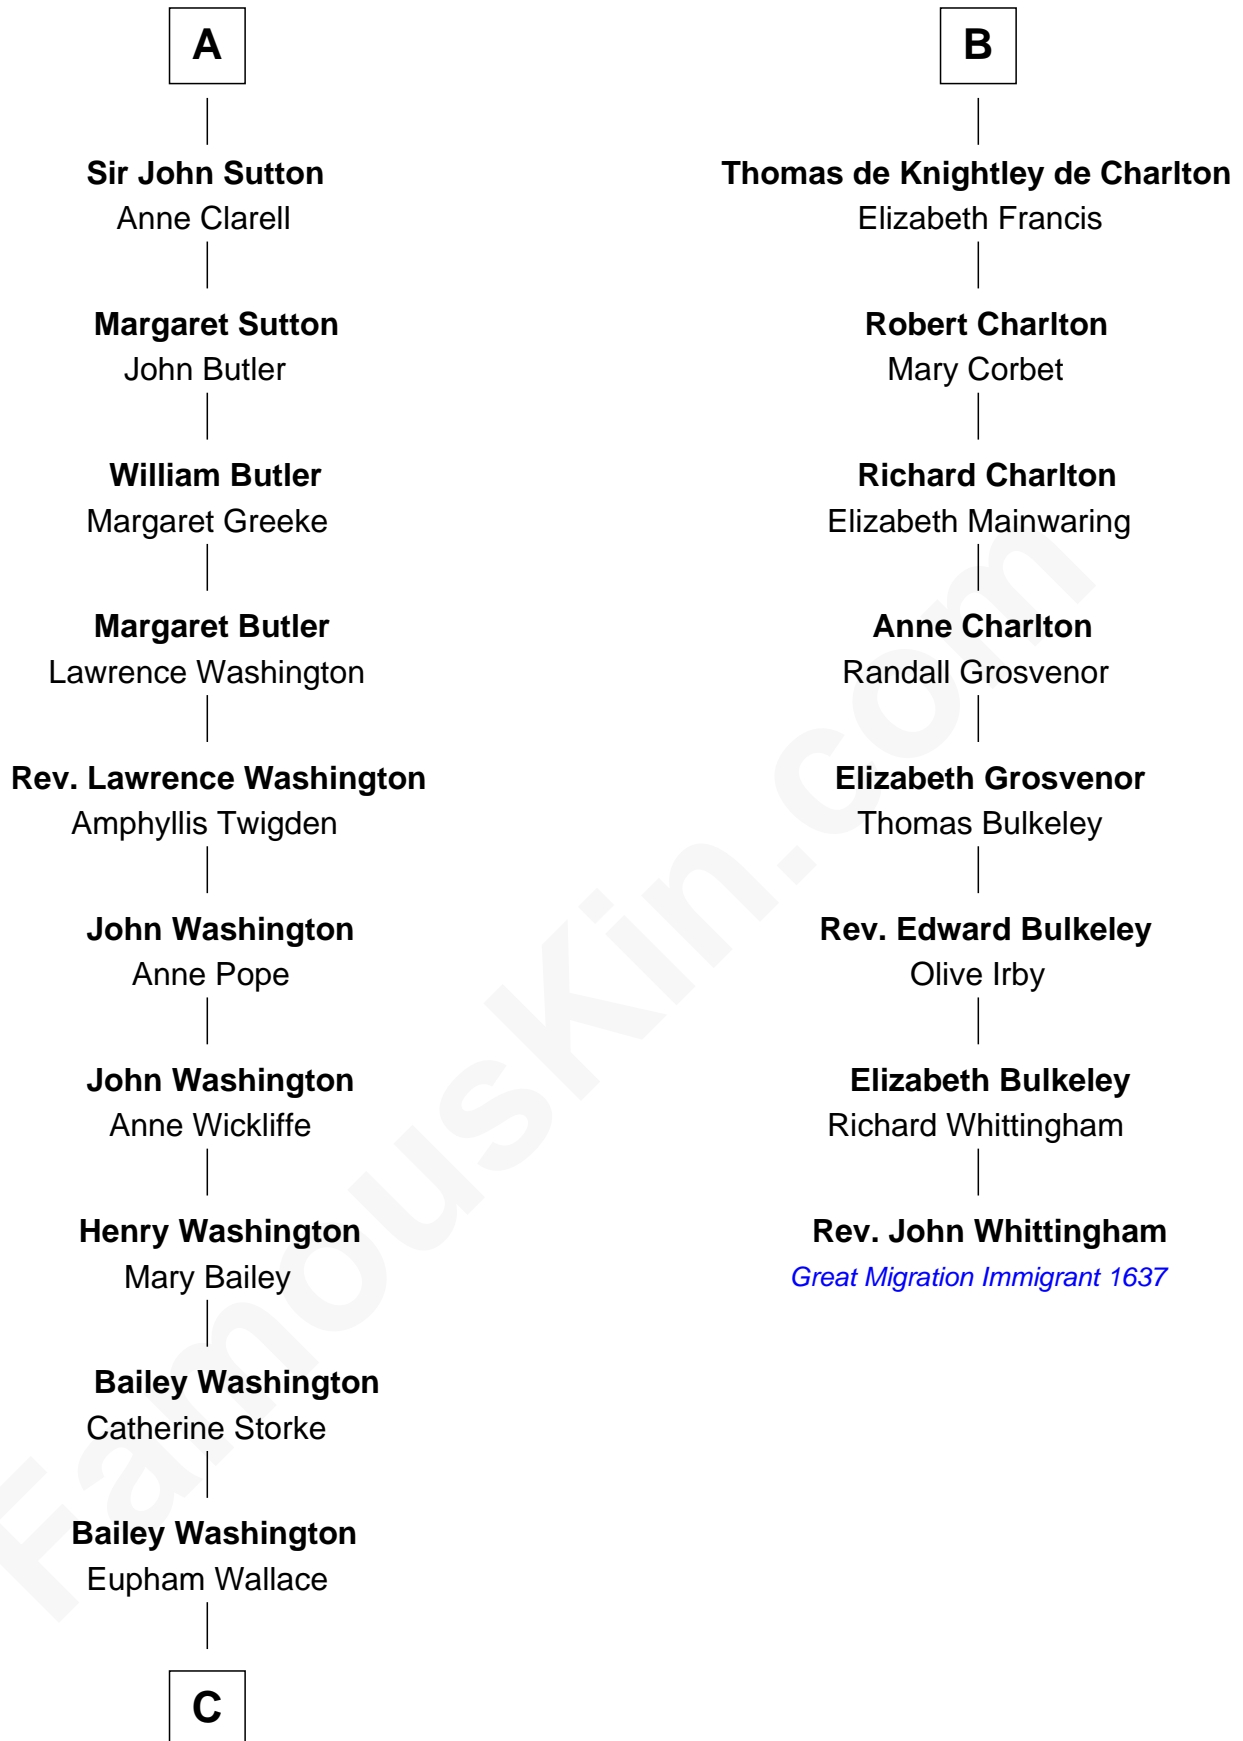 A
Sir John Sutton
Anne Clarell
Margaret Sutton
John Butler
William Butler
Margaret Greeke
Margaret Butler
Lawrence Washington
Rev. Lawrence Washington
Amphyllis Twigden
John Washington
Anne Pope
John Washington
Anne Wickliffe
Henry Washington
Mary Bailey
Bailey Washington
Catherine Storke
Bailey Washington
Eupham Wallace
C
B
Thomas de Knightley de Charlton
Elizabeth Francis
Robert Charlton
Mary Corbet
Richard Charlton
Elizabeth Mainwaring
Anne Charlton
Randall Grosvenor
Elizabeth Grosvenor
Thomas Bulkeley
Rev. Edward Bulkeley
Olive Irby
Elizabeth Bulkeley
Richard Whittingham
Rev. John Whittingham
Great Migration Immigrant 1637
FamousKin.com